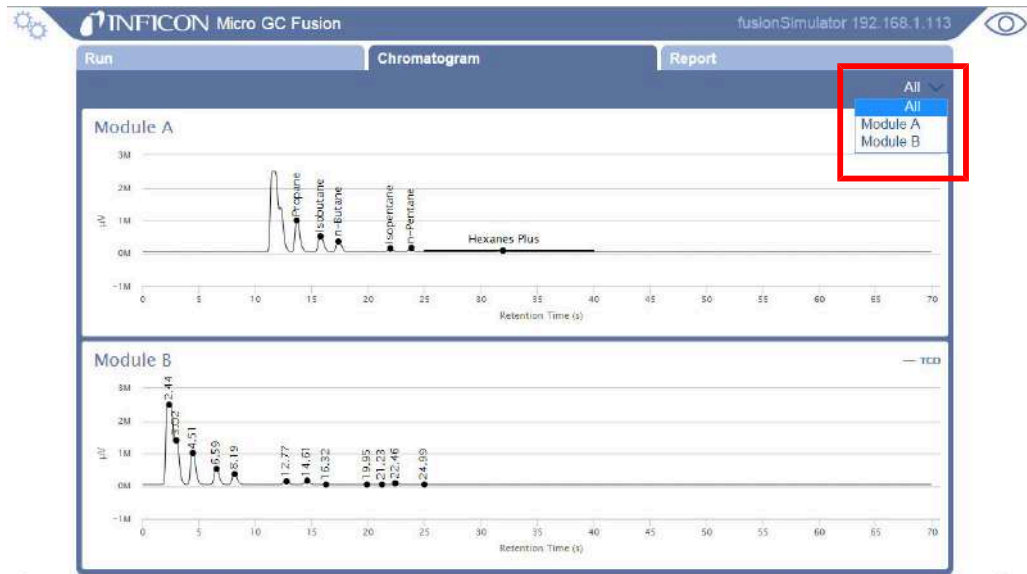 INFICON Micro GC Fusion
fusionSimulator 192.168.1.113
Run
Chromatogram
Report
All
All
Module A
Module B
Module A
3M
2M
1M
0M
-1M
µV
Propane
Isobutane
n-Butane
Isopentane
n-Pentane
Hexanes Plus
0 5 10 15 20 25 30 35 40 45 50 55 60 65 70
Retention Time (s)
Module B
TCD
3M
2M
1M
0M
-1M
µV
2.44
3.02
4.51
6.59
8.19
12.77
14.61
16.32
19.95
21.23
22.46
24.99
0 5 10 15 20 25 30 35 40 45 50 55 60 65 70
Retention Time (s)